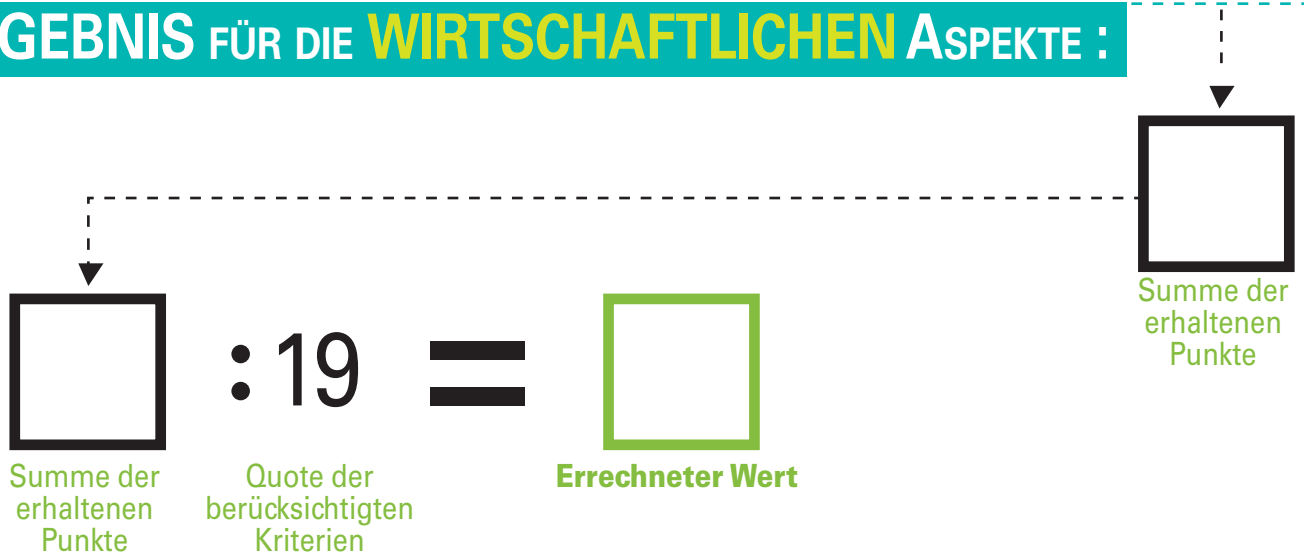 GEBNIS FÜR DIE WIRTSCHAFTLICHEN ASPEKTE :
Summe der
erhaltenen
Punkte
: 19 =
Summe der
erhaltenen
Punkte
Quote der
berücksichtigten
Kriterien
Errechneter Wert